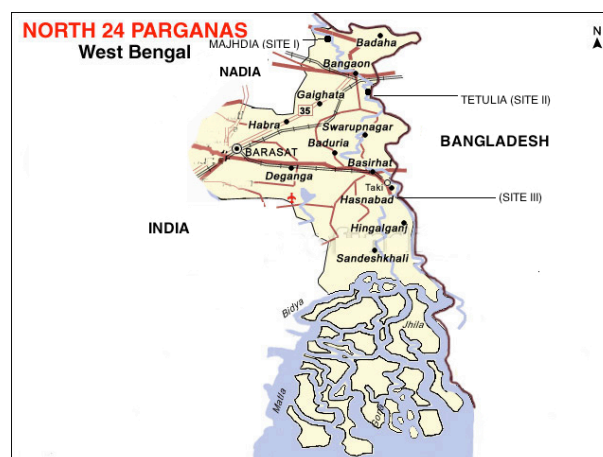 NORTH 24 PARGANAS
West Bengal
N
MAJHDIA (SITE I)
Badaha
Bangaon
NADIA
Gaighata
TETULIA (SITE II)
35
Habra
Swarupnagar
BANGLADESH
Baduria
BARASAT
Basirhat
Deganga
Taki
Hasnabad
(SITE III)
INDIA
Hingalganj
Sandeshkhali
Bidya
Jhila
Matla